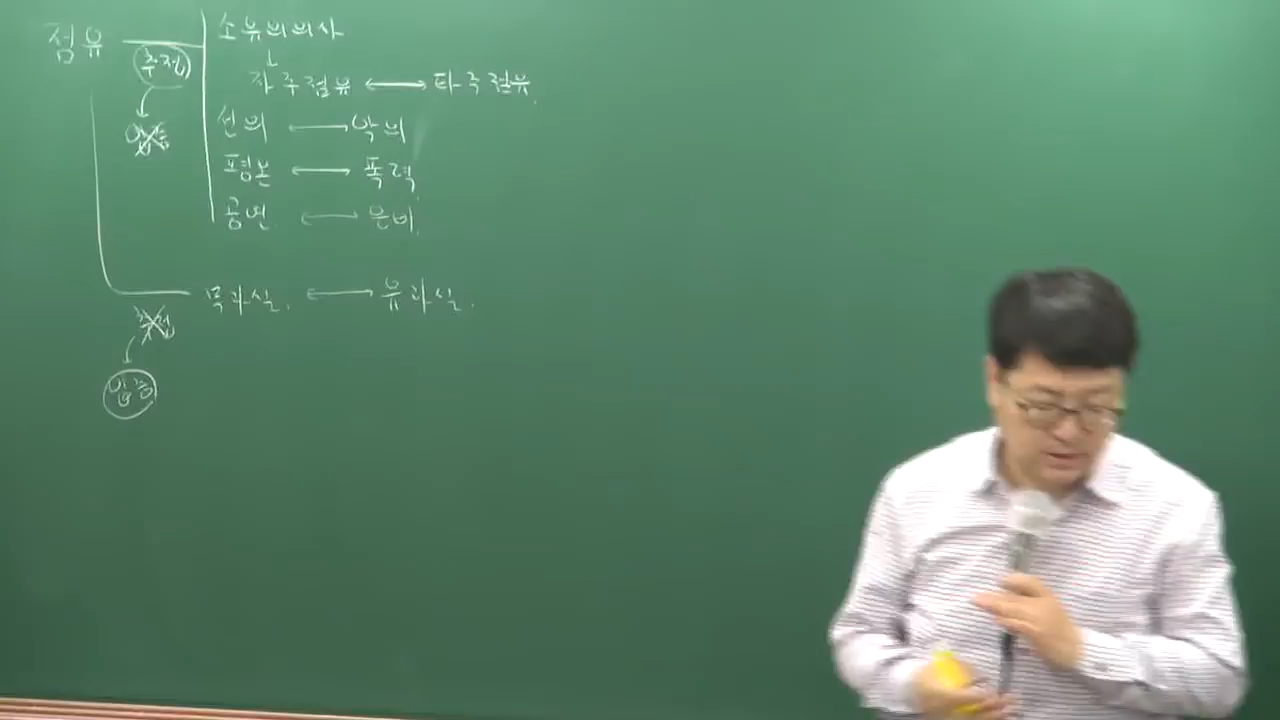 점유
추정
입증
소유의 의사
↓
자주점유 ↔ 타주점유.
선의 ↔ 악의
평온 ↔ 폭력.
공연 ↔ 은비.
무과실. ↔ 유과실.
추정
입증